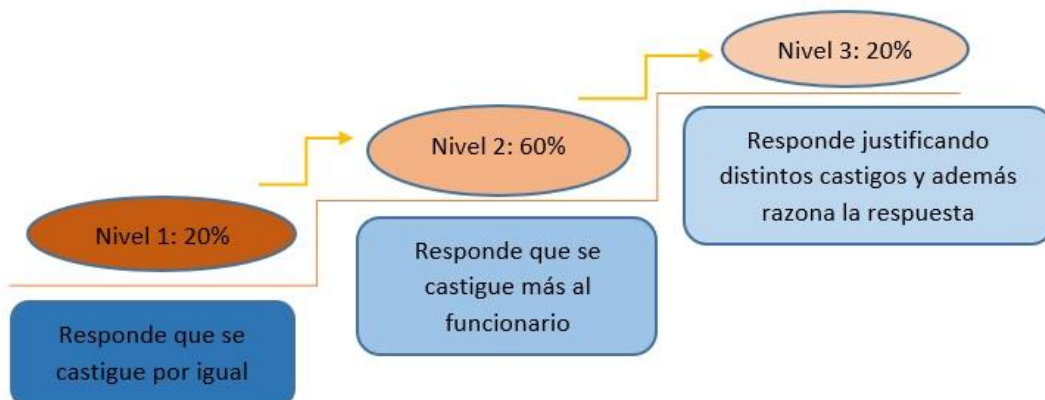 Nivel 1: 20%
Responde que se
castigue por igual
Nivel 2: 60%
Responde que se
castigue más al
funcionario
Nivel 3: 20%
Responde justificando
distintos castigos y además
razona la respuesta